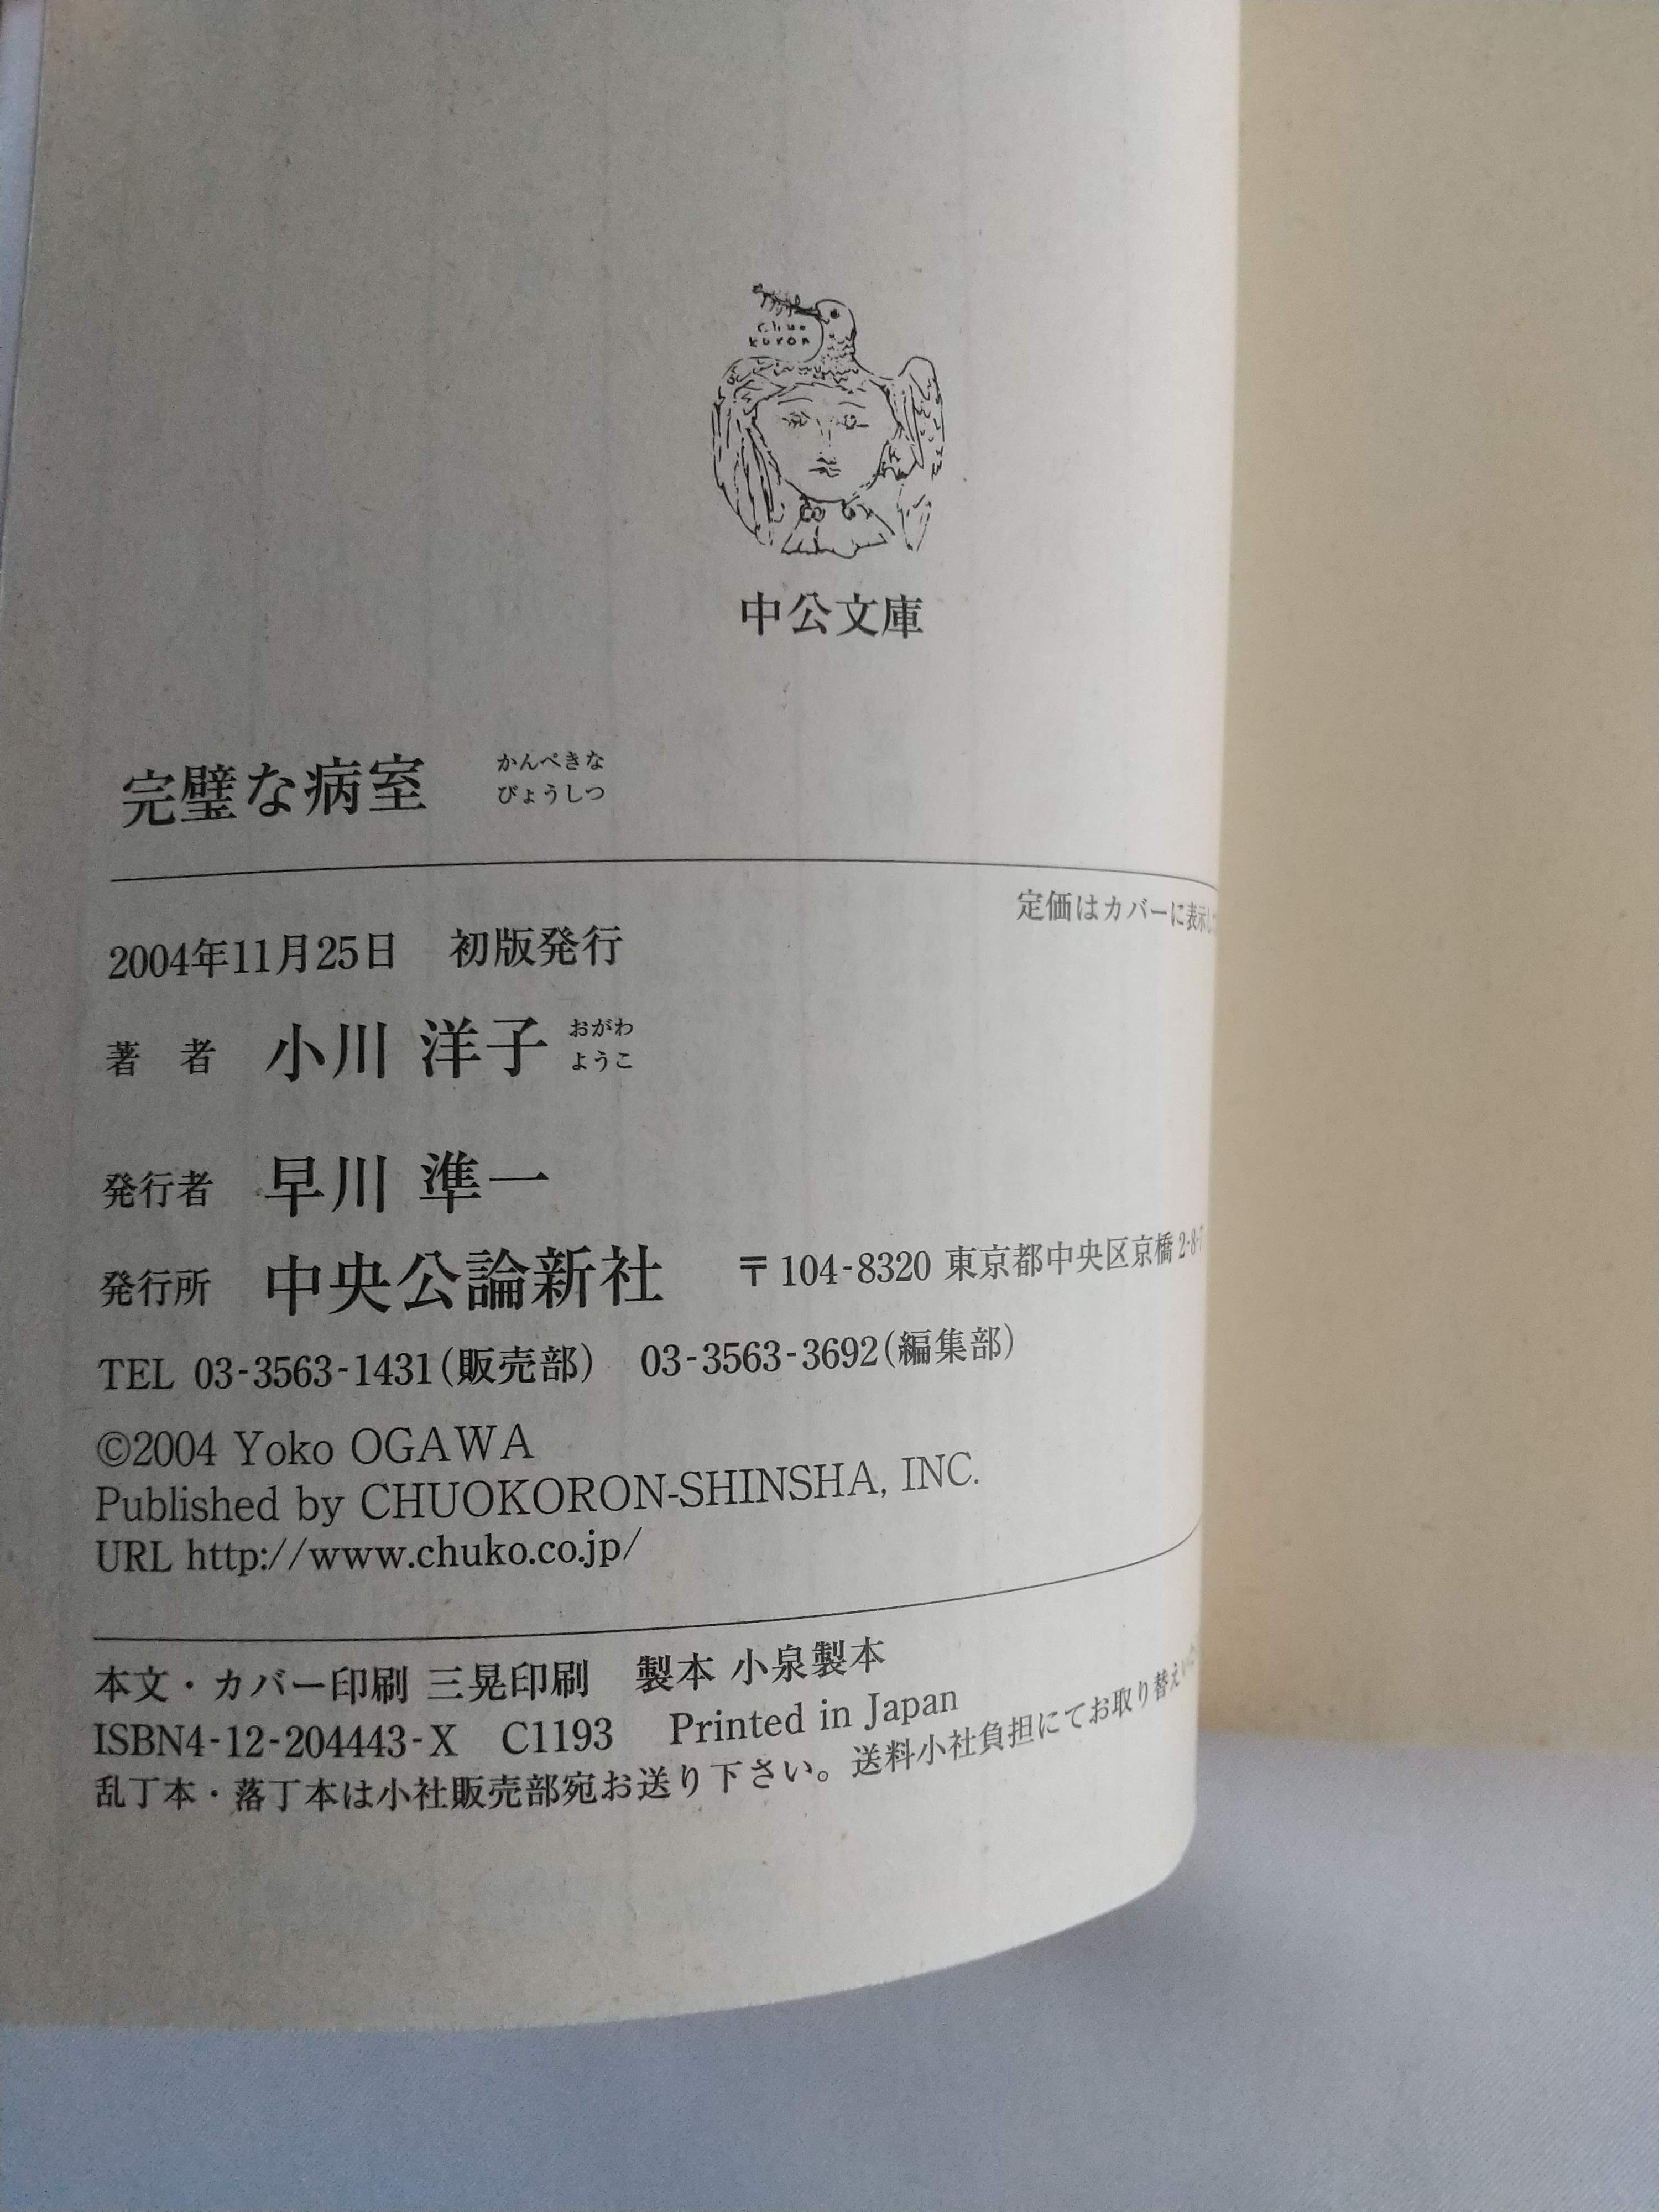 Chuo
koron
中公文庫
完璧な病室
かんぺきな
びょうしつ
定価はカバーに表示し
2004年11月25日 初版発行
著 者 小川 洋子
おがわ
ようこ
発行者 早川 準一
発行所 中央公論新社 〒104-8320 東京都中央区京橋 2-8-7
TEL 03-3563-1431(販売部) 03-3563-3692(編集部)
©2004 Yoko OGAWA
Published by CHUOKORON-SHINSHA, INC.
URL http://www.chuko.co.jp/
本文・カバー印刷 三晃印刷 製本 小泉製本
ISBN4-12-204443-X C1193 Printed in Japan
乱丁本・落丁本は小社販売部宛お送り下さい。送料小社負担にてお取り替えい